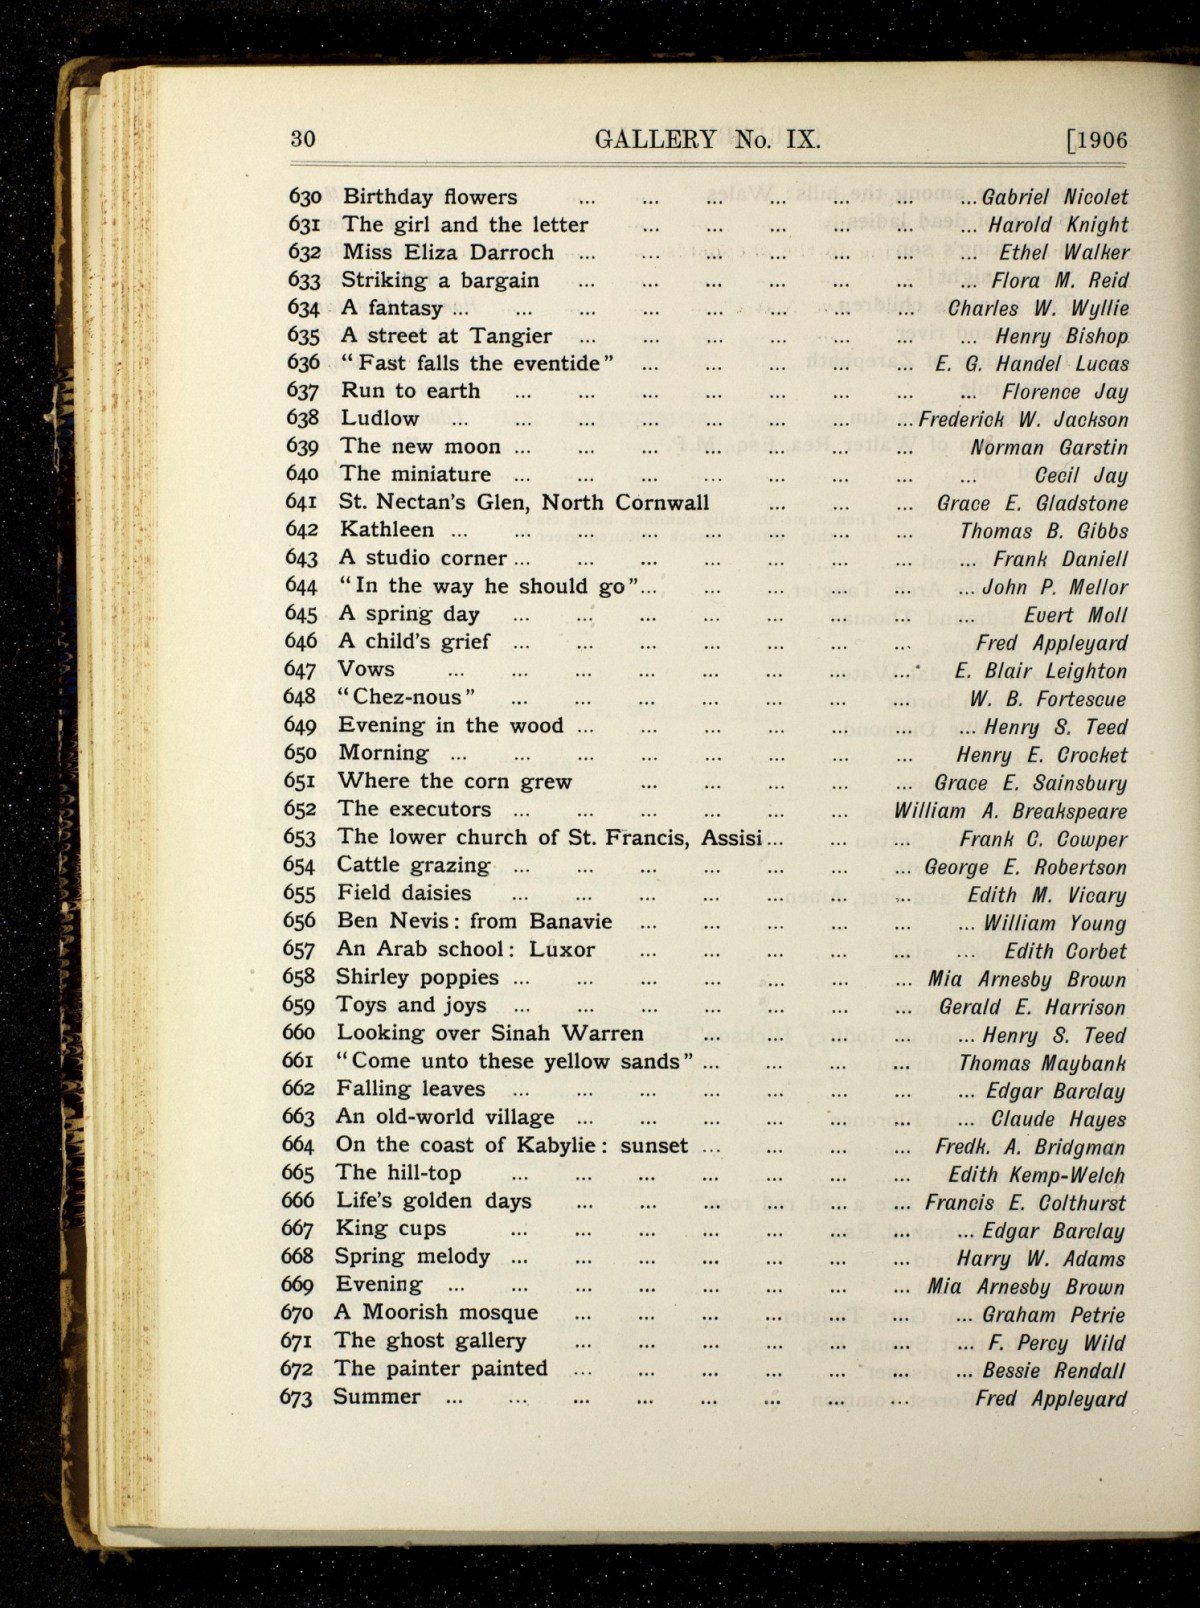 30 GALLERY No. IX. [1906
630 Birthday flowers ... ... ... ... ... ... ... Gabriel Nicolet
631 The girl and the letter ... ... ... ... ... ... Harold Knight
632 Miss Eliza Darroch ... ... ... ... ... ... ... Ethel Walker
633 Striking a bargain ... ... ... ... ... ... ... Flora M. Reid
634 A fantasy ... ... ... ... ... ... ... ... Charles W. Wyllie
635 A street at Tangier ... ... ... ... ... ... ... Henry Bishop
636 "Fast falls the eventide" ... ... ... ... ... E. G. Handel Lucas
637 Run to earth ... ... ... ... ... ... ... ... Florence Jay
638 Ludlow ... ... ... ... ... ... ... ... Frederick W. Jackson
639 The new moon ... ... ... ... ... ... ... Norman Garstin
640 The miniature ... ... ... ... ... ... ... ... Cecil Jay
641 St. Nectan's Glen, North Cornwall ... ... ... Grace E. Gladstone
642 Kathleen ... ... ... ... ... ... ... ... Thomas B. Gibbs
643 A studio corner ... ... ... ... ... ... ... ... Frank Daniell
644 "In the way he should go"... ... ... ... ... ... John P. Mellor
645 A spring day ... ... ... ... ... ... ... ... Evert Moll
646 A child's grief ... ... ... ... ... ... ... Fred Appleyard
647 Vows ... ... ... ... ... ... ... ... E. Blair Leighton
648 "Chez-nous" ... ... ... ... ... ... ... W. B. Fortescue
649 Evening in the wood ... ... ... ... ... ... ... Henry S. Teed
650 Morning ... ... ... ... ... ... ... ... Henry E. Crocket
651 Where the corn grew ... ... ... ... ... Grace E. Sainsbury
652 The executors ... ... ... ... ... ... William A. Breakspeare
653 The lower church of St. Francis, Assisi ... ... ... Frank C. Cowper
654 Cattle grazing ... ... ... ... ... ... ... George E. Robertson
655 Field daisies ... ... ... ... ... ... ... Edith M. Vicary
656 Ben Nevis: from Banavie ... ... ... ... ... ... William Young
657 An Arab school: Luxor ... ... ... ... ... ... Edith Corbet
658 Shirley poppies ... ... ... ... ... ... ... Mia Arnesby Brown
659 Toys and joys ... ... ... ... ... ... ... Gerald E. Harrison
660 Looking over Sinah Warren ... ... ... ... ... Henry S. Teed
661 "Come unto these yellow sands" ... ... ... ... Thomas Maybank
662 Falling leaves ... ... ... ... ... ... ... ... Edgar Barclay
663 An old-world village ... ... ... ... ... ... ... Claude Hayes
664 On the coast of Kabylie: sunset ... ... ... ... Fredk. A. Bridgman
665 The hill-top ... ... ... ... ... ... ... Edith Kemp-Welch
666 Life's golden days ... ... ... ... ... ... Francis E. Colthurst
667 King cups ... ... ... ... ... ... ... ... Edgar Barclay
668 Spring melody ... ... ... ... ... ... ... Harry W. Adams
669 Evening ... ... ... ... ... ... ... ... Mia Arnesby Brown
670 A Moorish mosque ... ... ... ... ... ... ... Graham Petrie
671 The ghost gallery ... ... ... ... ... ... ... F. Percy Wild
672 The painter painted ... ... ... ... ... ... ... Bessie Rendall
673 Summer ... ... ... ... ... ... ... ... Fred Appleyard